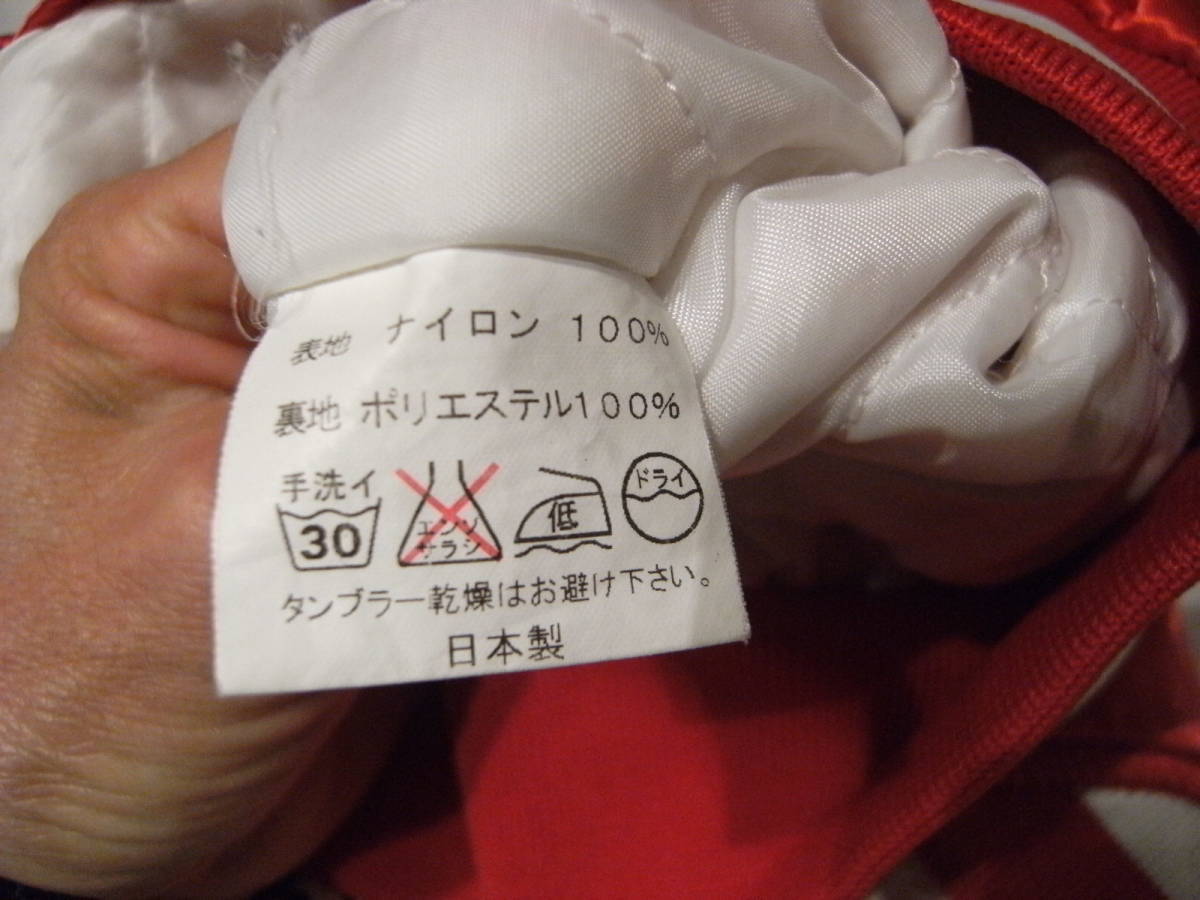 表地 ナイロン 100%
裏地 ポリエステル100%
手洗イ
30
エンソ
サラシ
低
ドライ
タンブラー乾燥はお避け下さい。
日本製